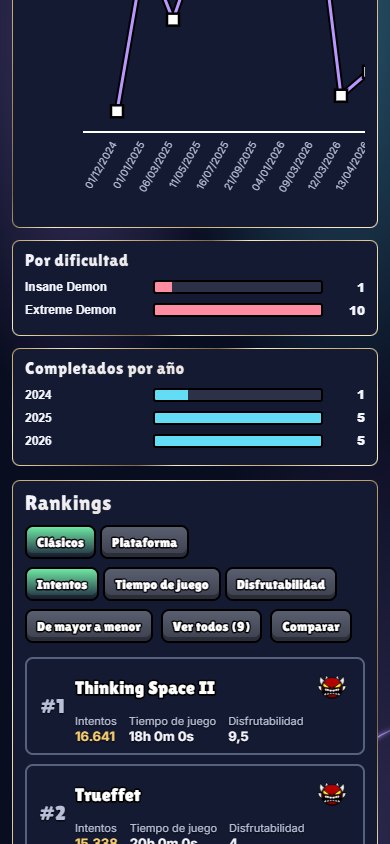 01/12/2024
01/01/2025
06/03/2025
11/05/2025
16/07/2025
21/09/2025
04/01/2026
09/03/2026
12/03/2026
13/04/2026
Por dificultad
Insane Demon 1
Extreme Demon 10
Completados por año
2024 1
2025 5
2026 5
Rankings
Clásicos Plataforma
Intentos Tiempo de juego Disfrutabilidad
De mayor a menor Ver todos (9) Comparar
#1 Thinking Space II
Intentos Tiempo de juego Disfrutabilidad
16.641 18h 0m 0s 9,5
#2 Trueffet
Intentos Tiempo de juego Disfrutabilidad
15.338 20h 0m 0s 4